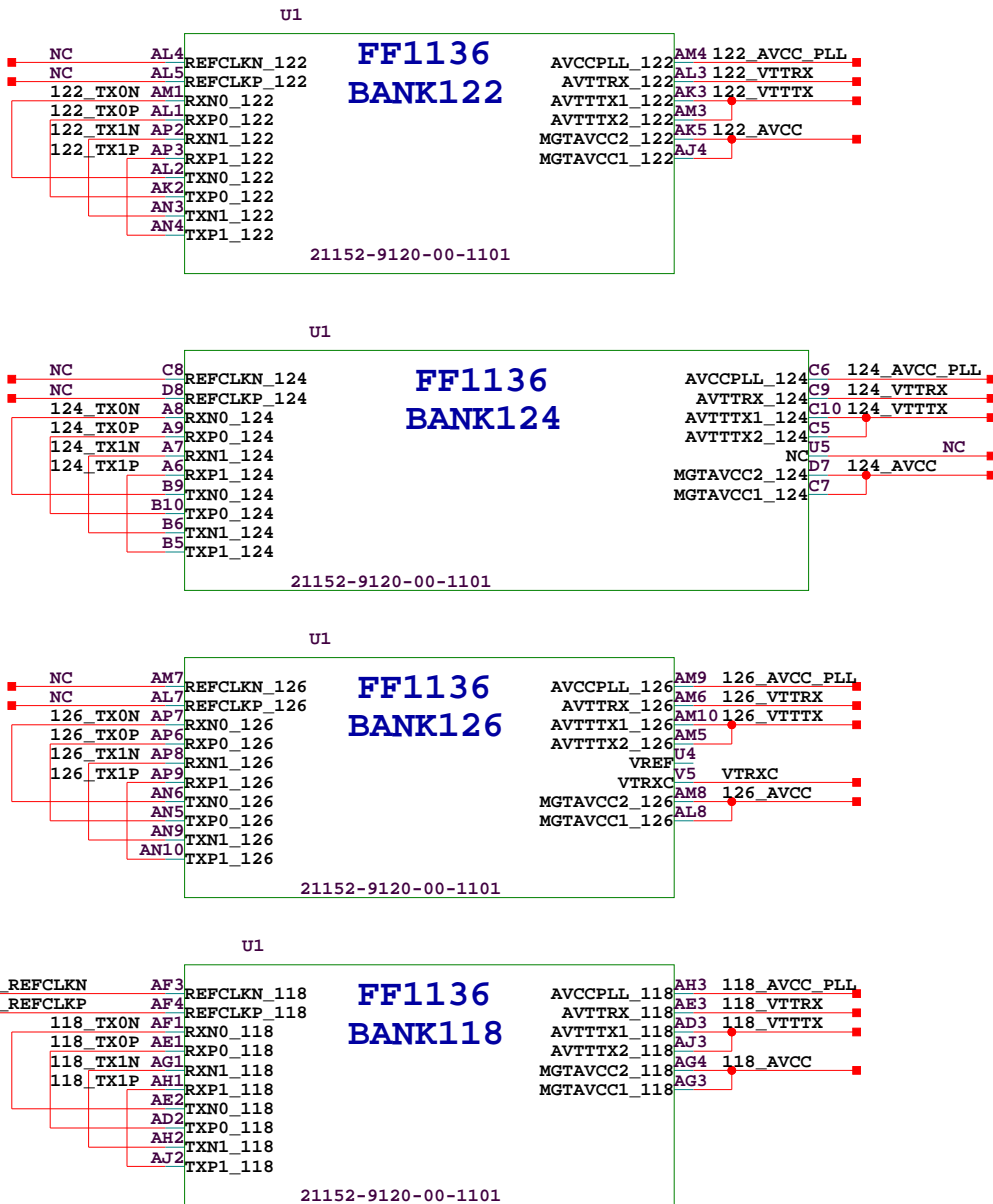 U1
FF1136
BANK122
NC AL4 REFCLKN_122 AVCCPLL_122 AM4 122_AVCC_PLL
NC AL5 REFCLKP_122 AVTTRX_122 AL3 122_VTTRX
122_TX0N AM1 RXN0_122 AVTTTX1_122 AK3 122_VTTTX
122_TX0P AL1 RXP0_122 AVTTTX2_122 AM3
122_TX1N AP2 RXN1_122 MGTAVCC2_122 AK5 122_AVCC
122_TX1P AP3 RXP1_122 MGTAVCC1_122 AJ4
AL2 TXN0_122
AK2 TXP0_122
AN3 TXN1_122
AN4 TXP1_122
21152-9120-00-1101
U1
FF1136
BANK124
NC C8 REFCLKN_124 AVCCPLL_124 C6 124_AVCC_PLL
NC D8 REFCLKP_124 AVTTRX_124 C9 124_VTTRX
124_TX0N A8 RXN0_124 AVTTTX1_124 C10 124_VTTTX
124_TX0P A9 RXP0_124 AVTTTX2_124 C5
124_TX1N A7 RXN1_124 NC U5 NC
124_TX1P A6 RXP1_124 MGTAVCC2_124 D7 124_AVCC
B9 TXN0_124 MGTAVCC1_124 C7
B10 TXP0_124
B6 TXN1_124
B5 TXP1_124
21152-9120-00-1101
U1
FF1136
BANK126
NC AM7 REFCLKN_126 AVCCPLL_126 AM9 126_AVCC_PLL
NC AL7 REFCLKP_126 AVTTRX_126 AM6 126_VTTRX
126_TX0N AP7 RXN0_126 AVTTTX1_126 AM10 126_VTTTX
126_TX0P AP6 RXP0_126 AVTTTX2_126 AM5
126_TX1N AP8 RXN1_126 VREF U4
126_TX1P AP9 RXP1_126 VTRXC V5 VTRXC
AN6 TXN0_126 MGTAVCC2_126 AM8 126_AVCC
AN5 TXP0_126 MGTAVCC1_126 AL8
AN9 TXN1_126
AN10 TXP1_126
21152-9120-00-1101
U1
FF1136
BANK118
_REFCLKN AF3 REFCLKN_118 AVCCPLL_118 AH3 118_AVCC_PLL
_REFCLKP AF4 REFCLKP_118 AVTTRX_118 AE3 118_VTTRX
118_TX0N AF1 RXN0_118 AVTTTX1_118 AD3 118_VTTTX
118_TX0P AE1 RXP0_118 AVTTTX2_118 AJ3
118_TX1N AG1 RXN1_118 MGTAVCC2_118 AG4 118_AVCC
118_TX1P AH1 RXP1_118 MGTAVCC1_118 AG3
AE2 TXN0_118
AD2 TXP0_118
AH2 TXN1_118
AJ2 TXP1_118
21152-9120-00-1101